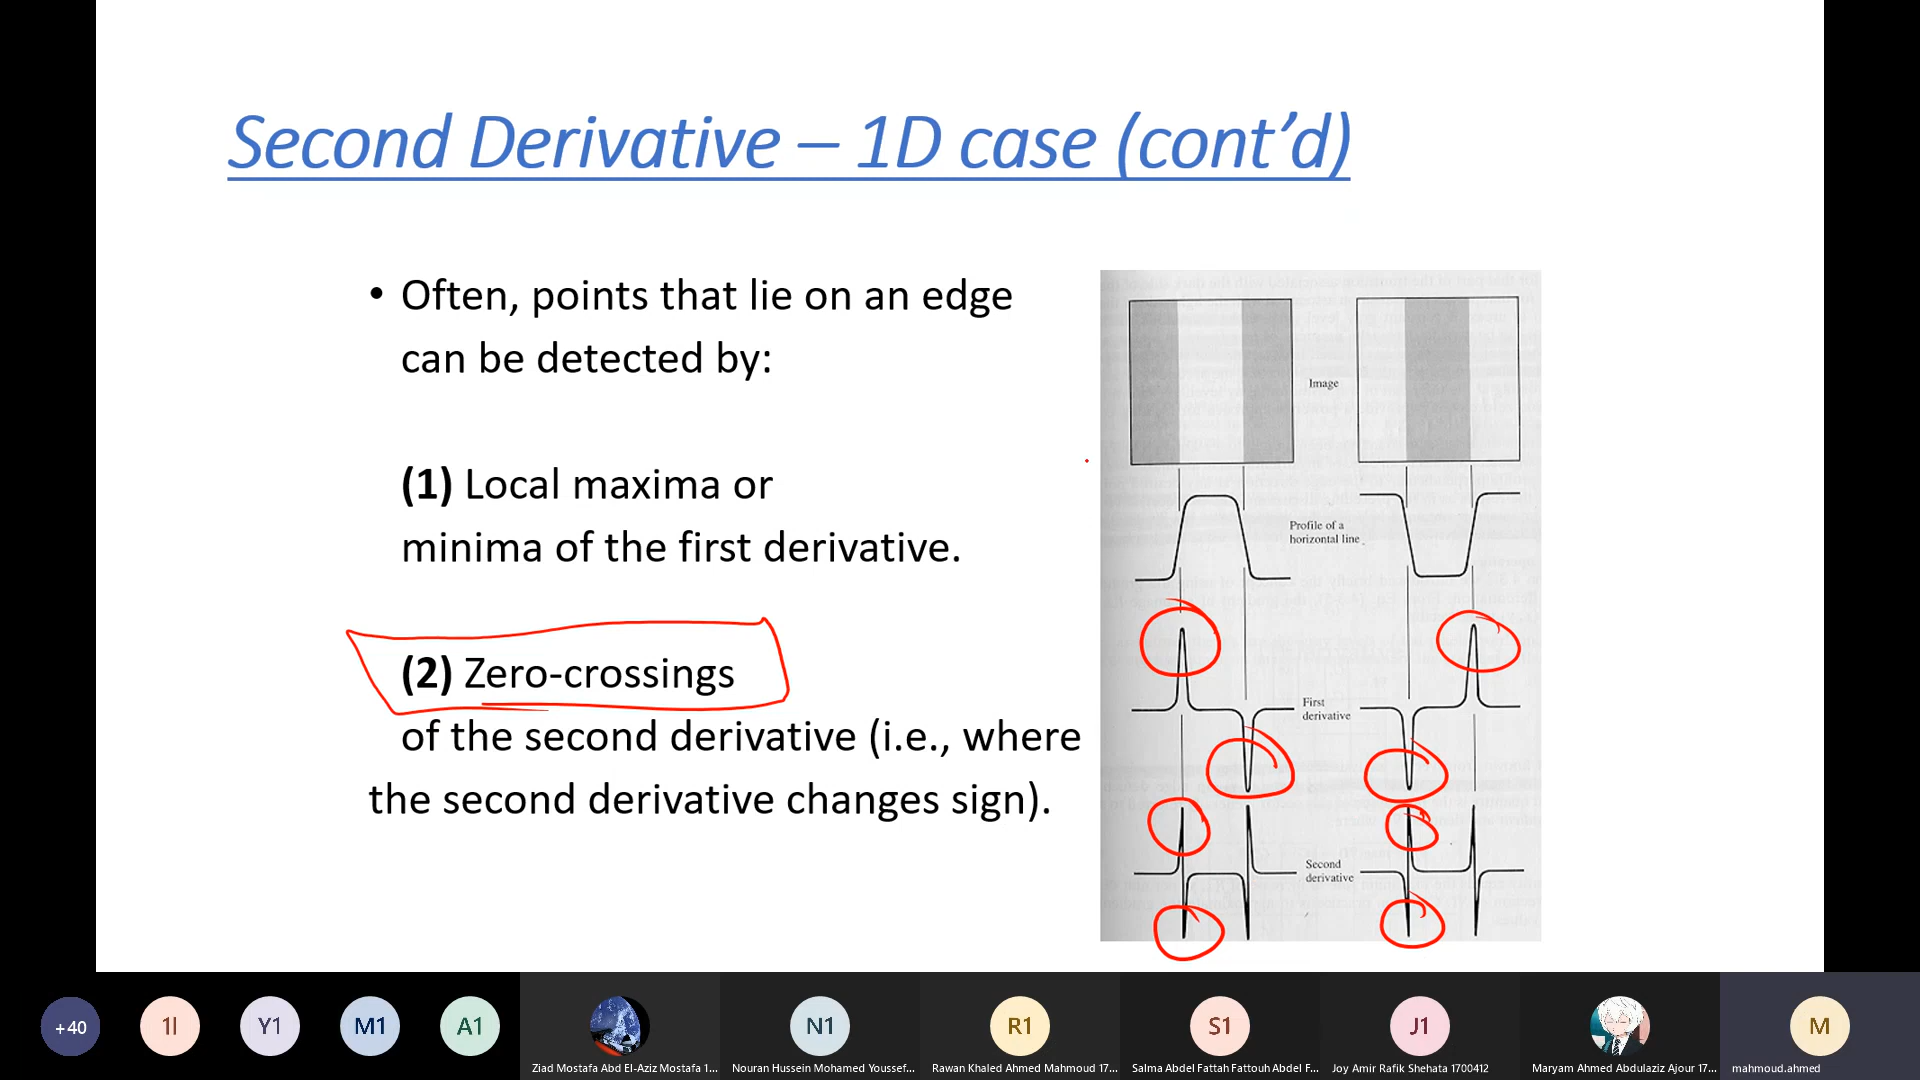 Second Derivative – 1D case (cont’d)
• Often, points that lie on an edge
can be detected by:
(1) Local maxima or
minima of the first derivative.
(2) Zero-crossings
of the second derivative (i.e., where
the second derivative changes sign).
Image
Profile of a
horizontal line
First
derivative
Second
derivative
+40
1I
Y1
M1
A1
N1
R1
S1
J1
M
Ziad Mostafa Abd El-Aziz Mostafa 1...
Nouran Hussein Mohamed Youssef...
Rawan Khaled Ahmed Mahmoud 17...
Salma Abdel Fattah Fattouh Abdel F...
Joy Amir Rafik Shehata 1700412
Maryam Ahmed Abdulaziz Ajour 17...
mahmoud.ahmed